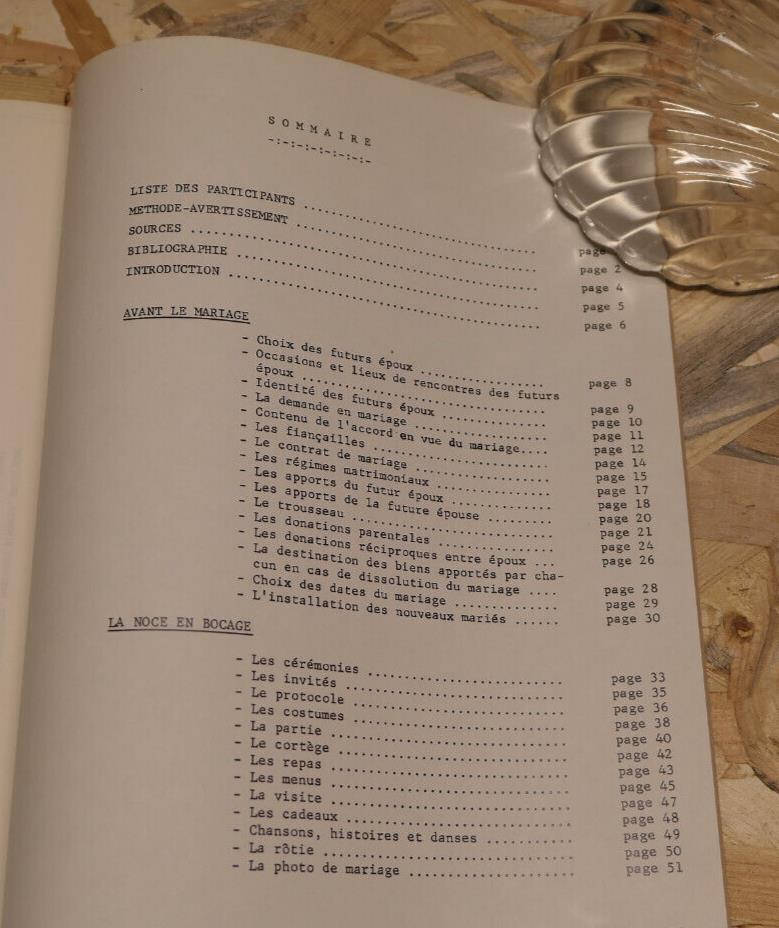 SOMMAIRE
-:-:-:-:-:-:-:-
LISTE DES PARTICIPANTS .............................. page
METHODE-AVERTISSEMENT .............................. page 2
SOURCES .............................. page 4
BIBLIOGRAPHIE .............................. page 5
INTRODUCTION .............................. page 6
AVANT LE MARIAGE
- Choix des futurs époux ................. page 8
- Occasions et lieux de rencontres des futurs
époux .............................. page 9
- Identité des futurs époux .............. page 10
- La demande en mariage .................. page 11
- Contenu de l'accord en vue du mariage.... page 12
- Les fiançailles ........................ page 14
- Le contrat de mariage .................. page 15
- Les régimes matrimoniaux ............... page 17
- Les apports du futur époux ............. page 18
- Les apports de la future épouse ......... page 20
- Le trousseau .......................... page 21
- Les donations parentales ............... page 24
- Les donations réciproques entre époux ... page 26
- La destination des biens apportés par cha-
cun en cas de dissolution du mariage .... page 28
- Choix des dates du mariage ............. page 29
- L'installation des nouveaux mariés ...... page 30
LA NOCE EN BOCAGE
- Les cérémonies ......................... page 33
- Les invités ........................... page 35
- Le protocole .......................... page 36
- Les costumes .......................... page 38
- La partie ............................. page 40
- Le cortège ............................ page 42
- Les repas ............................. page 43
- Les menus ............................. page 45
- La visite ............................. page 47
- Les cadeaux ........................... page 48
- Chansons, histoires et danses ........... page 49
- La rôtie .............................. page 50
- La photo de mariage .................... page 51